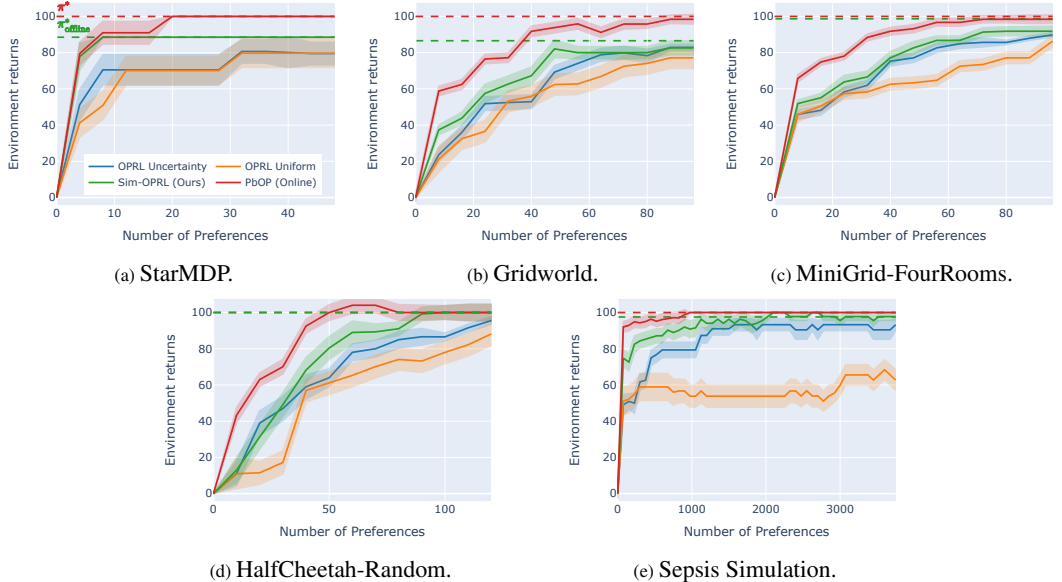 π*
π*offline
100
80
60
40
20
0
Environment returns
OPRL Uncertainty
OPRL Uniform
Sim-OPRL (Ours)
PbOP (Online)
0
10
20
30
40
Number of Preferences
(a) StarMDP.
100
80
60
40
20
0
Environment returns
0
20
40
60
80
Number of Preferences
(b) Gridworld.
100
80
60
40
20
0
Environment returns
0
20
40
60
80
Number of Preferences
(c) MiniGrid-FourRooms.
100
80
60
40
20
0
Environment returns
0
50
100
Number of Preferences
(d) HalfCheetah-Random.
100
80
60
40
20
0
Environment returns
0
1000
2000
3000
Number of Preferences
(e) Sepsis Simulation.